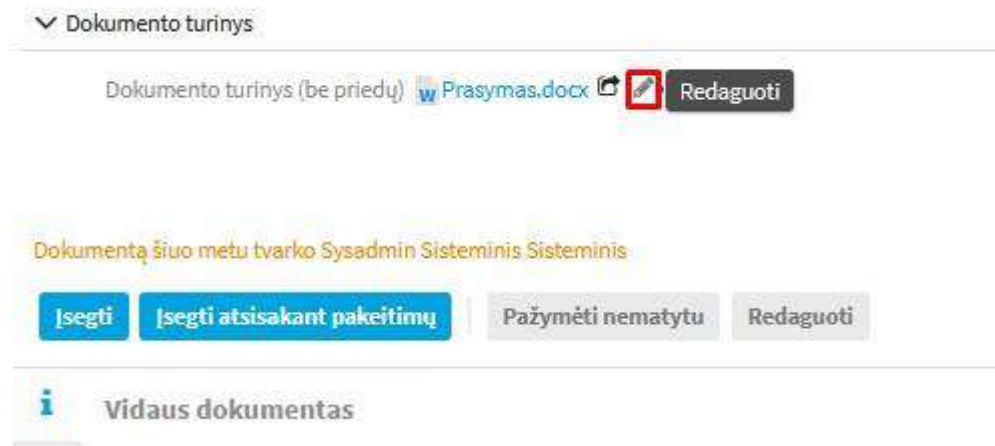 Dokumento turinys
Dokumento turinys (be priedų) Prasymas.docx Redaguoti
Dokumentą šiuo metu tvarko Sysadmin Sisteminis Sisteminis
Įsegti Įsegti atsisakant pakeitimų Pažymėti nematytu Redaguoti
Vidaus dokumentas